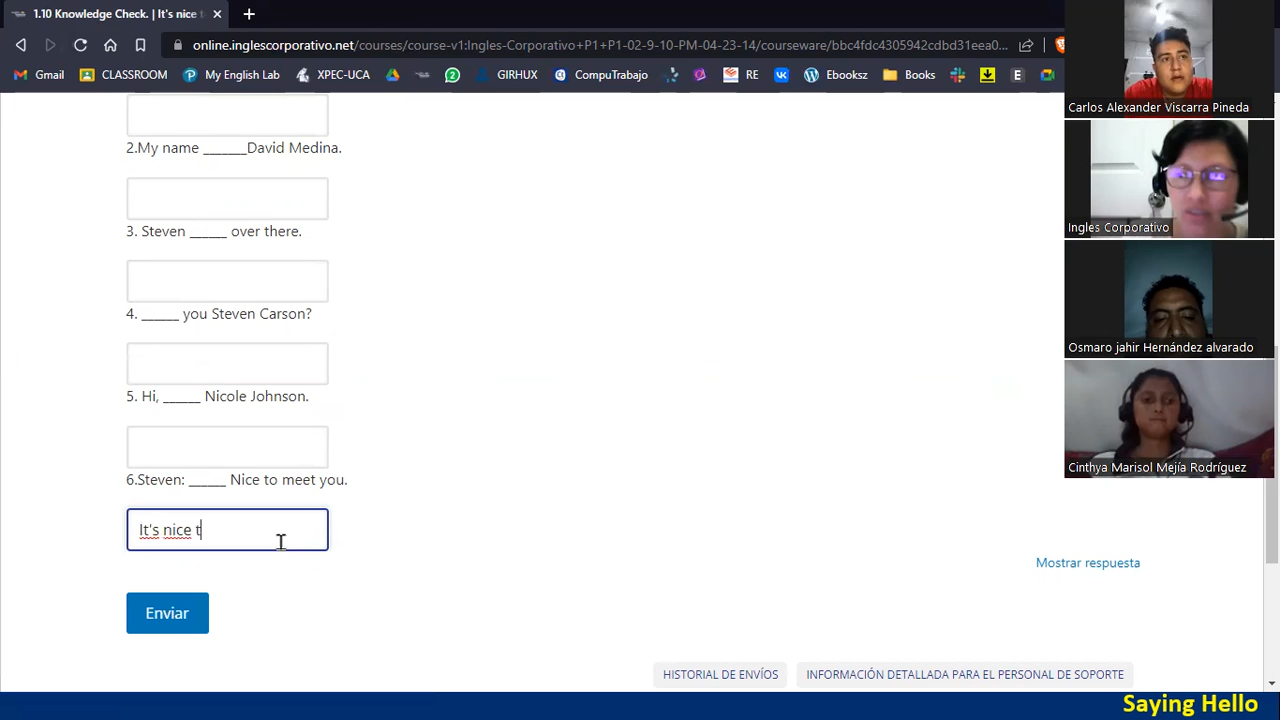 1.10 Knowledge Check. | It's nice t
online.inglescorporativo.net/courses/course-v1:Ingles-Corporativo+P1+P1-02-9-10-PM-04-23-14/courseware/bbc4fdc4305942cdbd31eea0...
Gmail CLASSROOM My English Lab XPEC-UCA GIRHUX CompuTrabajo RE WordPress Ebooksz Books
Carlos Alexander Viscarra Pineda
2.My name _______David Medina.
3. Steven ______ over there.
Ingles Corporativo
4. ______ you Steven Carson?
Osmaro jahir Hernández alvarado
5. Hi, ______ Nicole Johnson.
6.Steven: ______ Nice to meet you.
Cinthya Marisol Mejía Rodríguez
It's nice t
Mostrar respuesta
Enviar
HISTORIAL DE ENVÍOS INFORMACIÓN DETALLADA PARA EL PERSONAL DE SOPORTE
Saying Hello